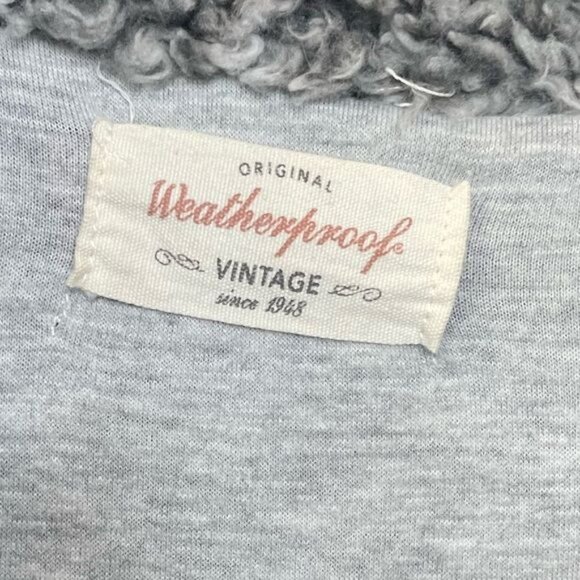 ORIGINAL
Weatherproof®
VINTAGE
since 1948